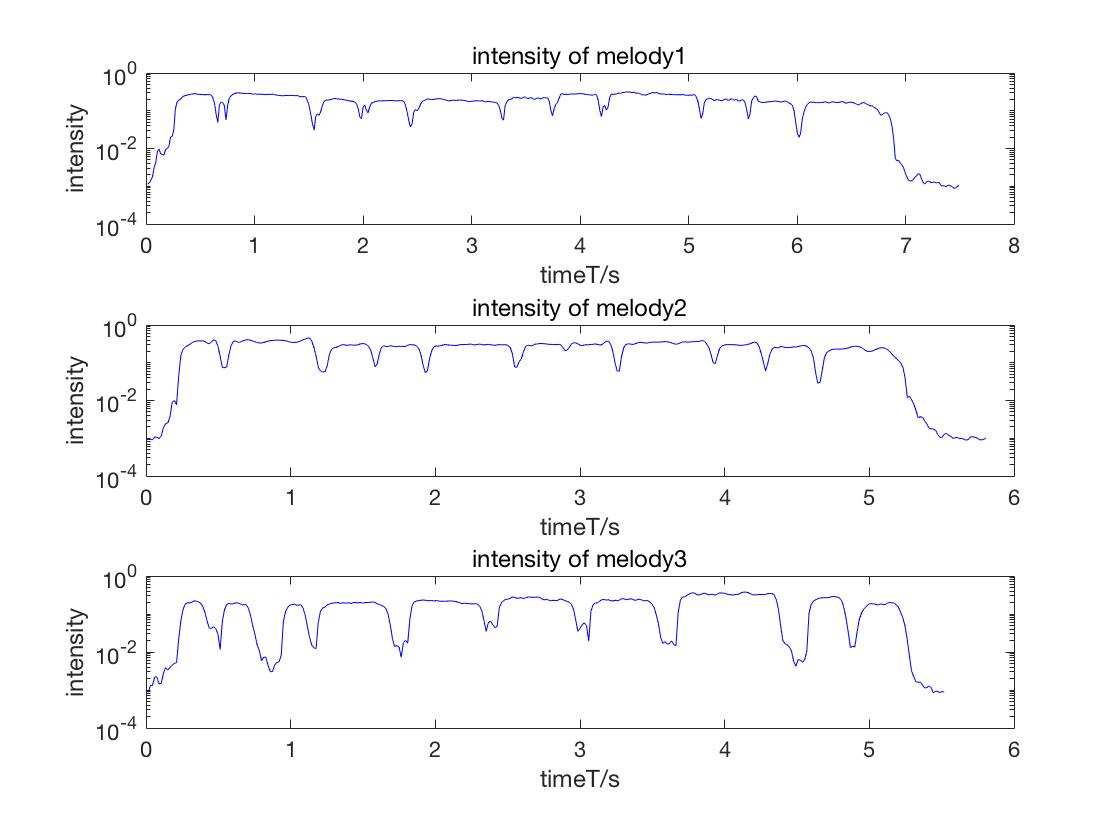 intensity of melody1
10^0
10^-2
10^-4
intensity
0 1 2 3 4 5 6 7 8
timeT/s
intensity of melody2
10^0
10^-2
10^-4
intensity
0 1 2 3 4 5 6
timeT/s
intensity of melody3
10^0
10^-2
10^-4
intensity
0 1 2 3 4 5 6
timeT/s